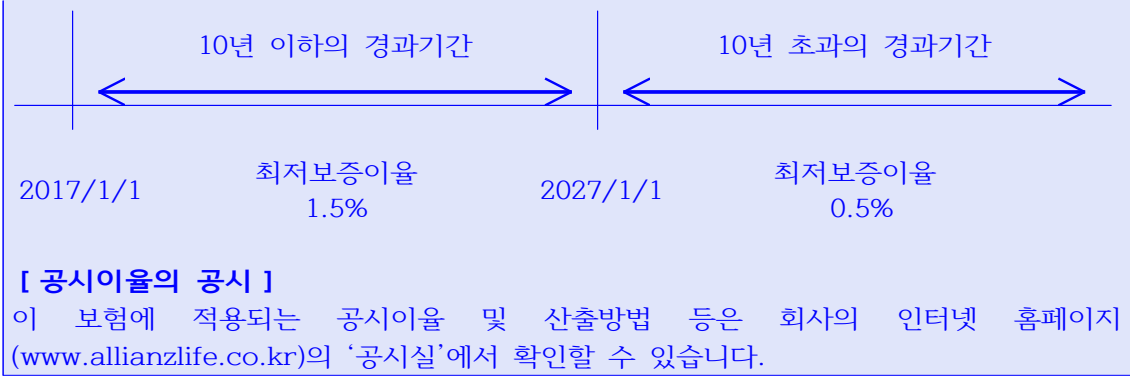 10년 이하의 경과기간 10년 초과의 경과기간
2017/1/1 최저보증이율 1.5% 2027/1/1 최저보증이율 0.5%
[ 공시이율의 공시 ]
이 보험에 적용되는 공시이율 및 산출방법 등은 회사의 인터넷 홈페이지
(www.allianzlife.co.kr)의 ‘공시실’에서 확인할 수 있습니다.